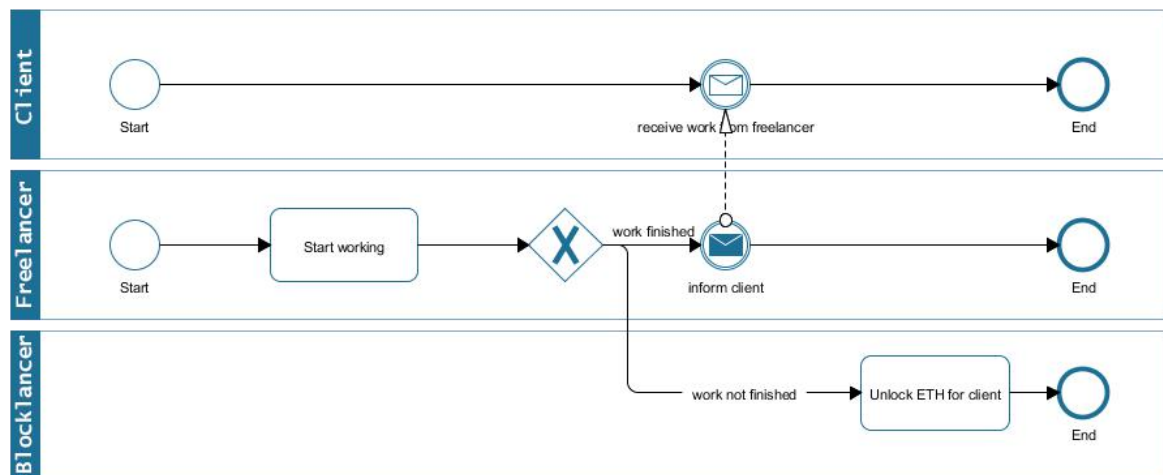 Client
Start
receive work from freelancer
End
Freelancer
Start
Start working
work finished
inform client
End
Blocklancer
work not finished
Unlock ETH for client
End